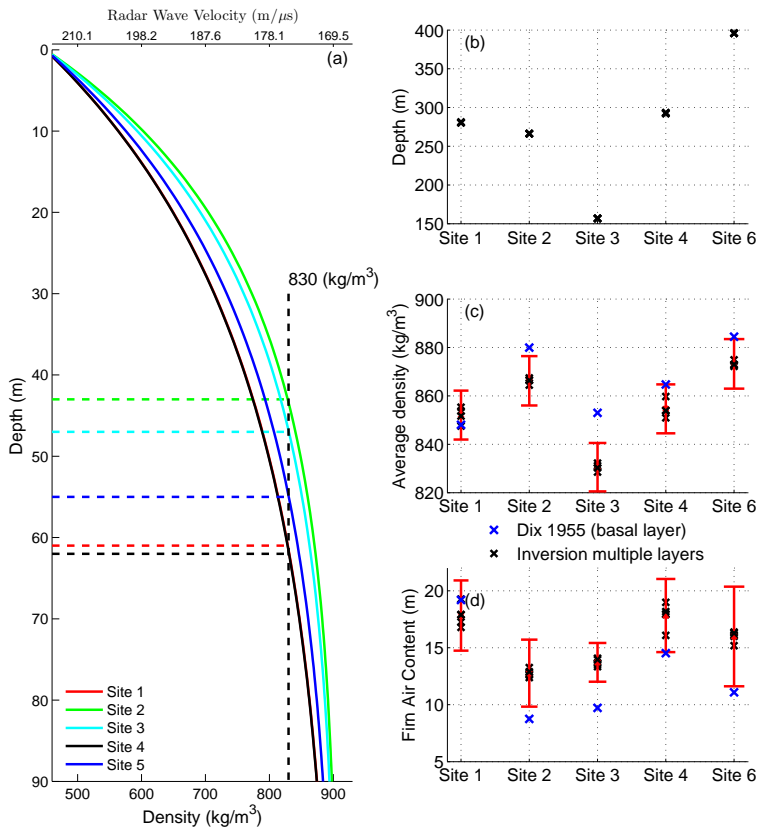 Radar Wave Velocity (m/µs)
210.1 198.2 187.6 178.1 169.5
(a)
0
10
20
30
40
50
60
70
80
90
Depth (m)
830 (kg/m³)
Site 1
Site 2
Site 3
Site 4
Site 5
500 600 700 800 900
Density (kg/m³)
(b)
400
350
300
250
200
150
Depth (m)
Site 1 Site 2 Site 3 Site 4 Site 6
(c)
900
880
860
840
820
Average density (kg/m³)
Site 1 Site 2 Site 3 Site 4 Site 6
Dix 1955 (basal layer)
Inversion multiple layers
(d)
20
15
10
5
Firn Air Content (m)
Site 1 Site 2 Site 3 Site 4 Site 6